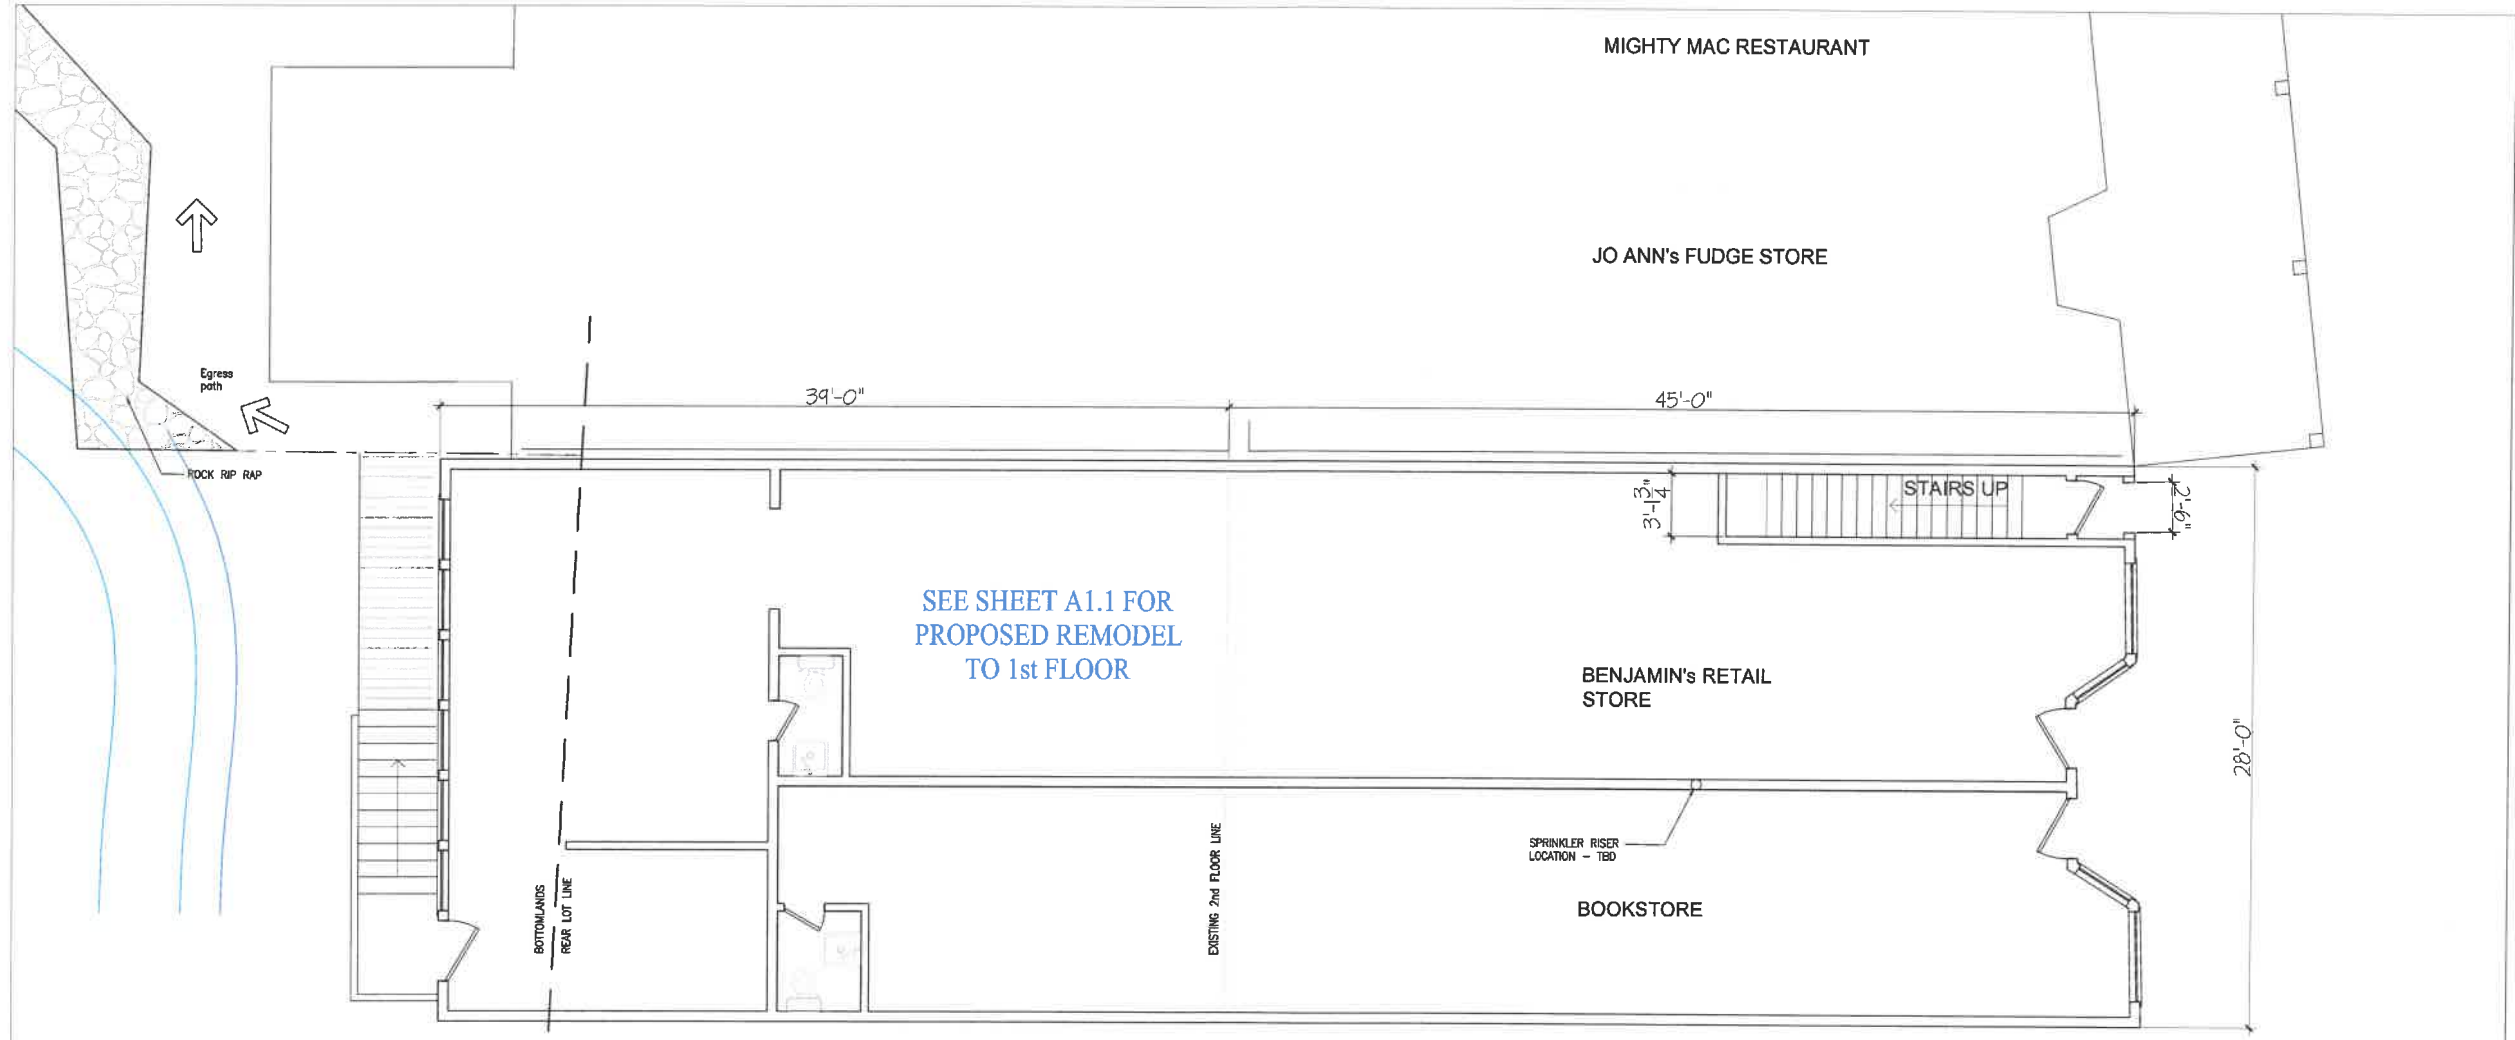 MIGHTY MAC RESTAURANT
JO ANN's FUDGE STORE
Egress
path
39'-0"
45'-0"
ROCK RIP RAP
STAIRS UP
3'-1 3/4"
2'-6"
SEE SHEET A1.1 FOR
PROPOSED REMODEL
TO 1st FLOOR
BENJAMIN's RETAIL
STORE
28'-0"
SPRINKLER RISER
LOCATION - TBD
EXISTING 2nd FLOOR LINE
BOTTOMLANDS
REAR LOT LINE
BOOKSTORE